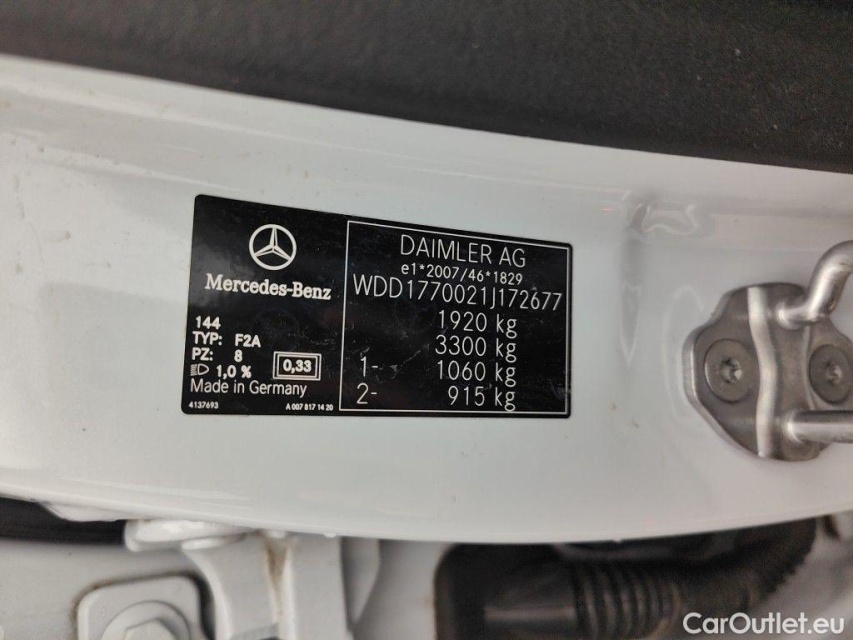 Mercedes-Benz
144
TYP: F2A
PZ: 8
1,0 %
0,33
Made in Germany
4137693
A 007 817 14 20
DAIMLER AG
e1*2007/46*1829
WDD1770021J172677
1920 kg
3300 kg
1- 1060 kg
2- 915 kg
CarOutlet.eu